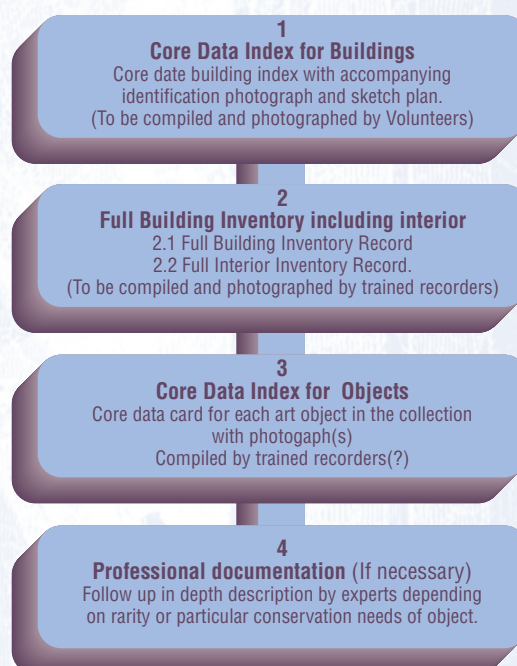 1
Core Data Index for Buildings
Core date building index with accompanying
identification photograph and sketch plan.
(To be compiled and photographed by Volunteers)
2
Full Building Inventory including interior
2.1 Full Building Inventory Record
2.2 Full Interior Inventory Record.
(To be compiled and photographed by trained recorders)
3
Core Data Index for Objects
Core data card for each art object in the collection
with photogaph(s)
Compiled by trained recorders(?)
4
Professional documentation (If necessary)
Follow up in depth description by experts depending
on rarity or particular conservation needs of object.